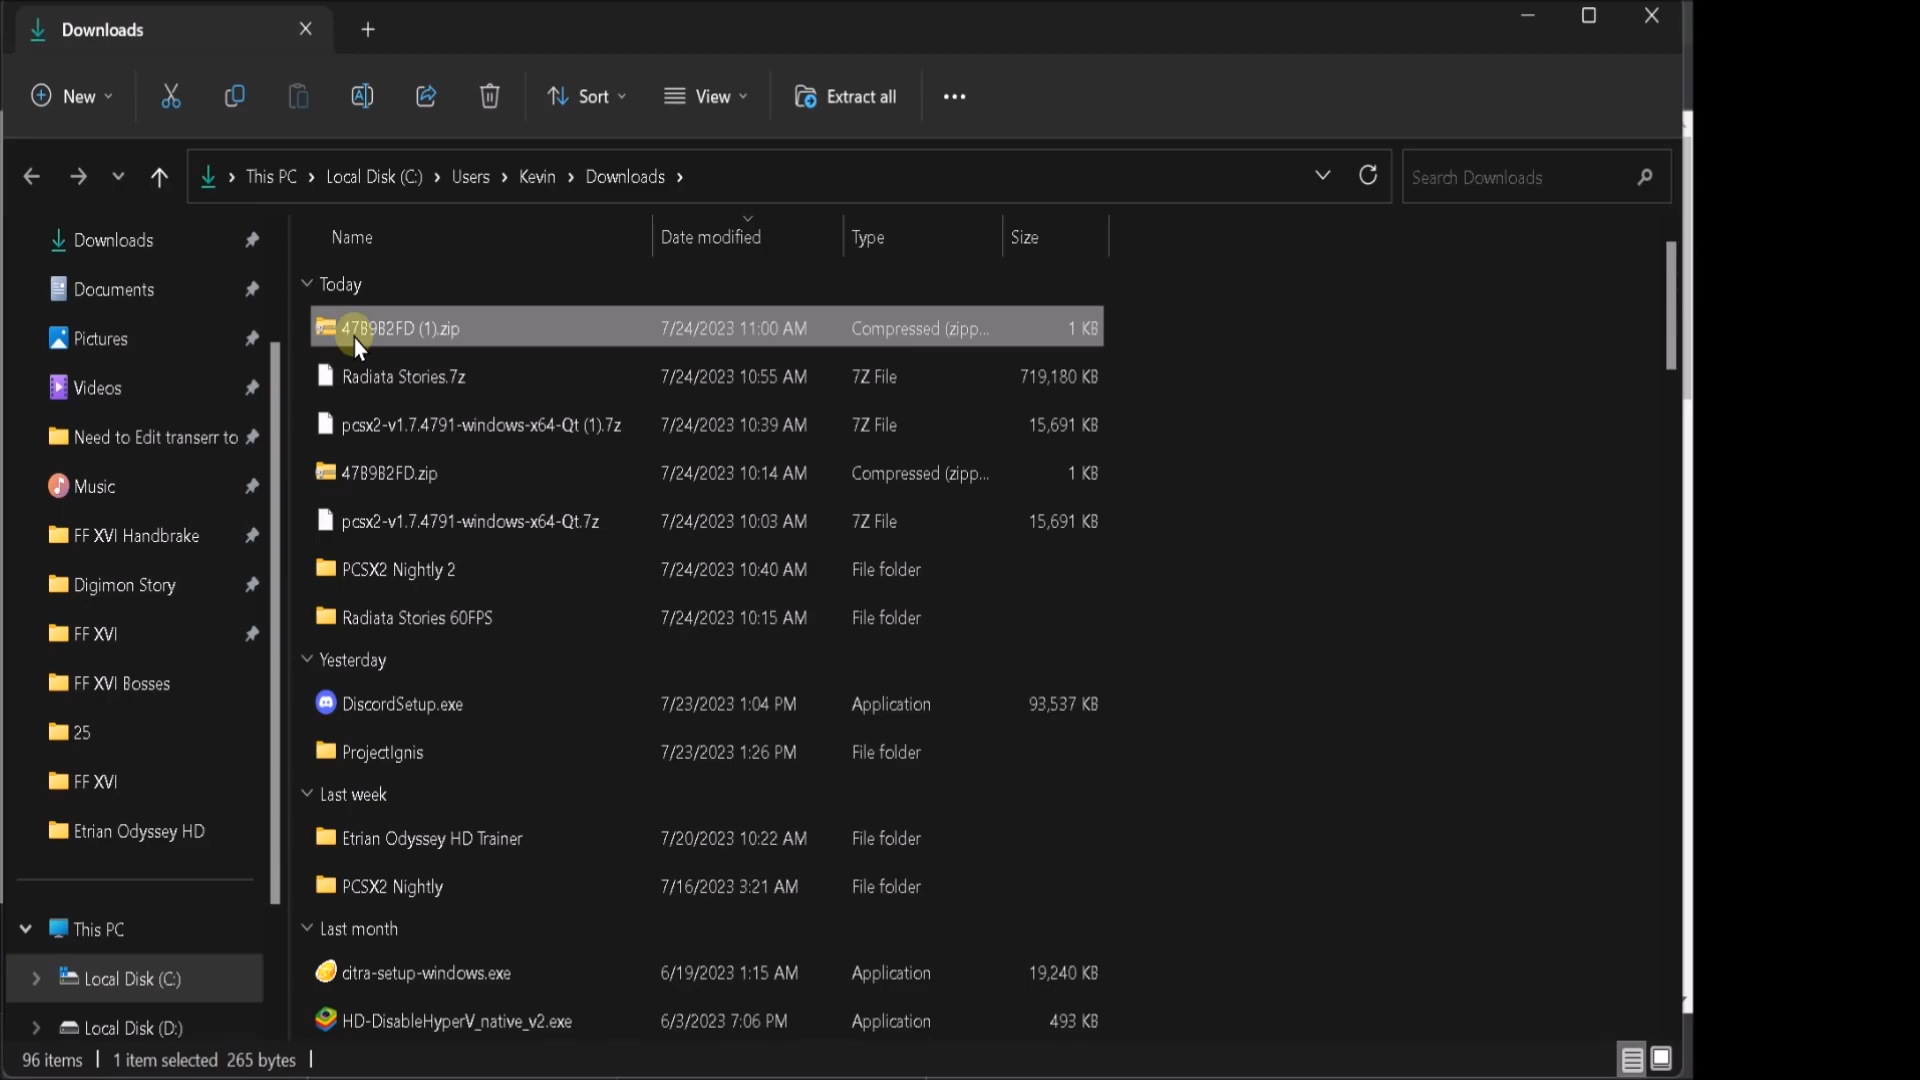 Downloads
New
Sort
View
Extract all
This PC > Local Disk (C:) > Users > Kevin > Downloads >
Search Downloads
Downloads
Documents
Pictures
Videos
Need to Edit transerr to
Music
FF XVI Handbrake
Digimon Story
FF XVI
FF XVI Bosses
25
FF XVI
Etrian Odyssey HD
This PC
Local Disk (C:)
Local Disk (D:)
Name Date modified Type Size
Today
47B9B2FD (1).zip 7/24/2023 11:00 AM Compressed (zipp... 1 KB
Radiata Stories.7z 7/24/2023 10:55 AM 7Z File 719,180 KB
pcsx2-v1.7.4791-windows-x64-Qt (1).7z 7/24/2023 10:39 AM 7Z File 15,691 KB
47B9B2FD.zip 7/24/2023 10:14 AM Compressed (zipp... 1 KB
pcsx2-v1.7.4791-windows-x64-Qt.7z 7/24/2023 10:03 AM 7Z File 15,691 KB
PCSX2 Nightly 2 7/24/2023 10:40 AM File folder
Radiata Stories 60FPS 7/24/2023 10:15 AM File folder
Yesterday
DiscordSetup.exe 7/23/2023 1:04 PM Application 93,537 KB
ProjectIgnis 7/23/2023 1:26 PM File folder
Last week
Etrian Odyssey HD Trainer 7/20/2023 10:22 AM File folder
PCSX2 Nightly 7/16/2023 3:21 AM File folder
Last month
citra-setup-windows.exe 6/19/2023 1:15 AM Application 19,240 KB
HD-DisableHyperV_native_v2.exe 6/3/2023 7:06 PM Application 493 KB
96 items | 1 item selected 265 bytes |